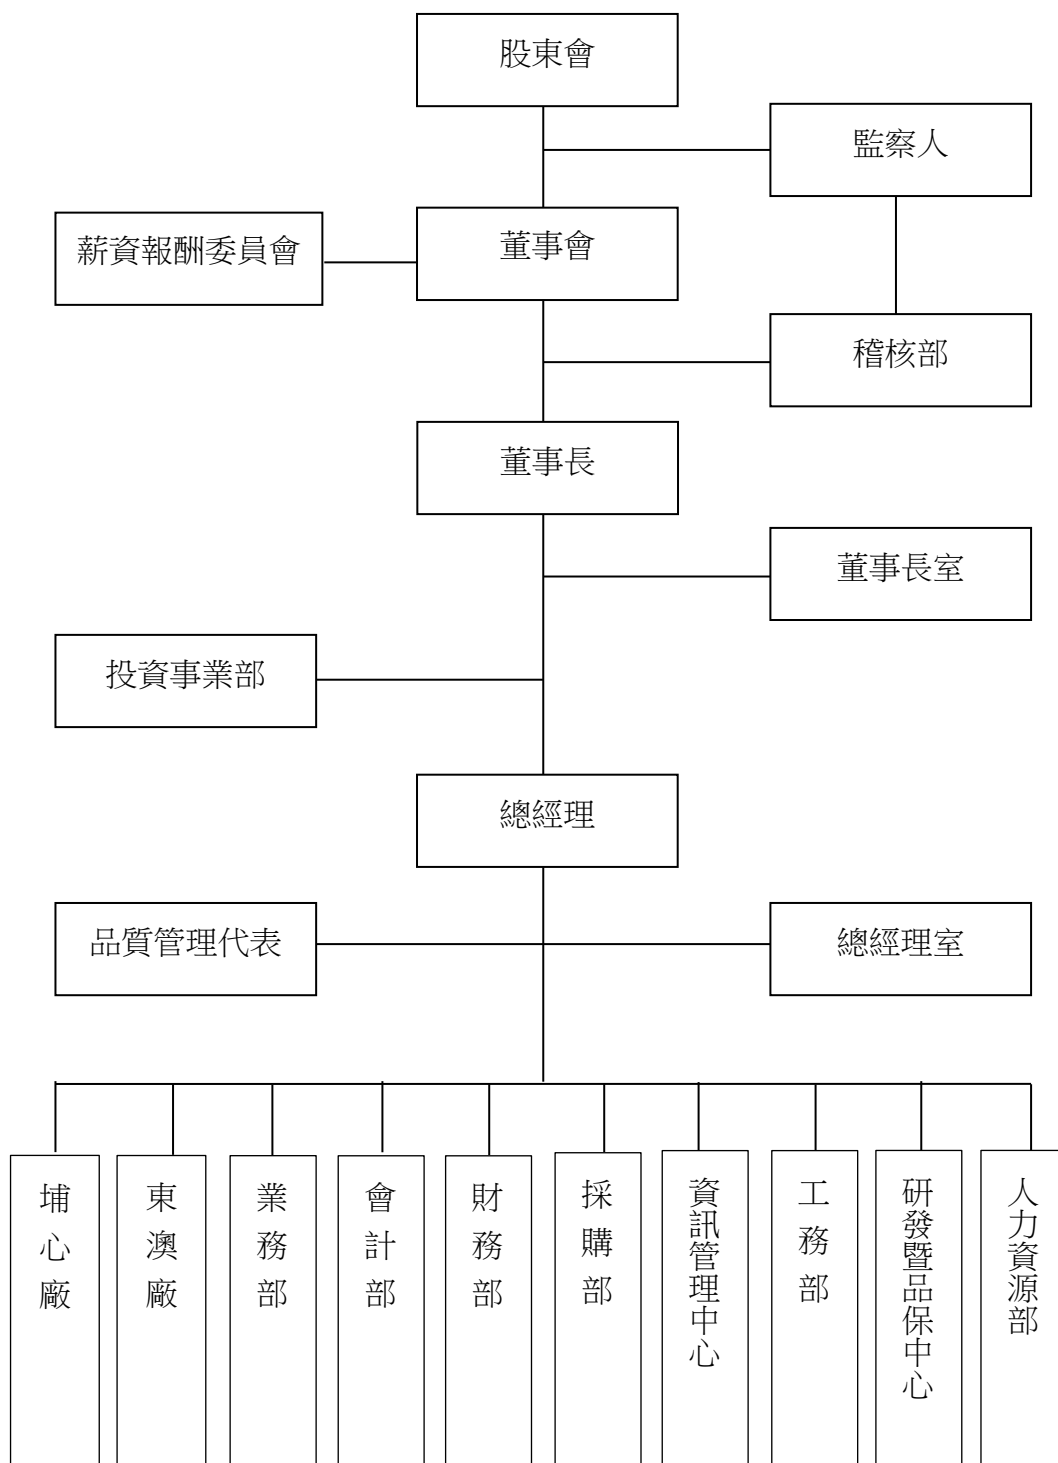 股東會
監察人
薪資報酬委員會
董事會
稽核部
董事長
董事長室
投資事業部
總經理
品質管理代表
總經理室
埔心廠
東澳廠
業務部
會計部
財務部
採購部
資訊管理中心
工務部
研發暨品保中心
人力資源部